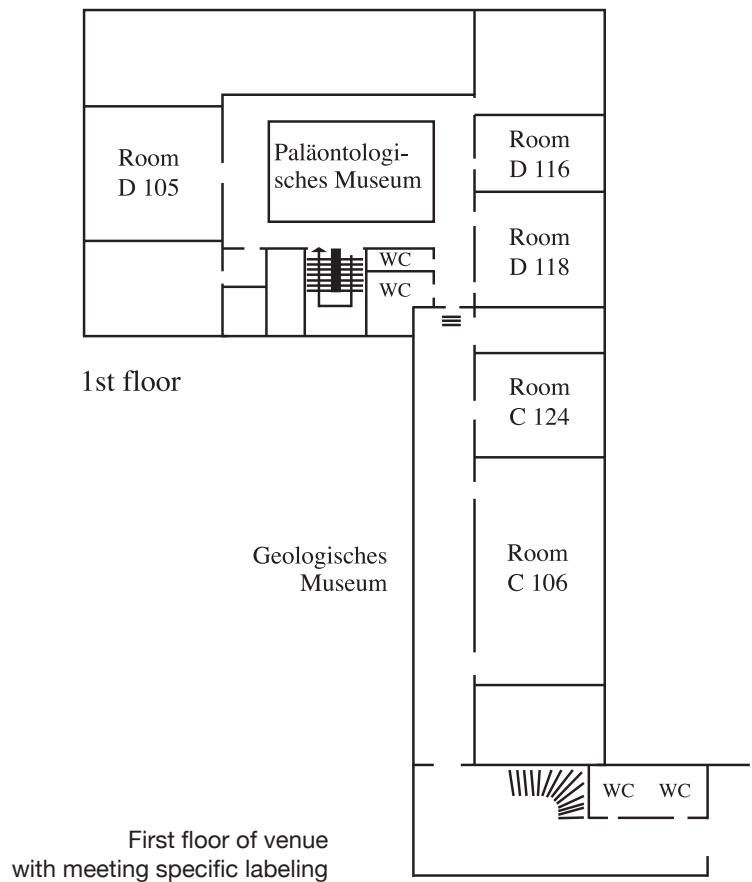 Room
D 105
Paläontologi-
sches Museum
Room
D 116
Room
D 118
WC
WC
1st floor
Room
C 124
Geologisches
Museum
Room
C 106
WC WC
First floor of venue
with meeting specific labeling